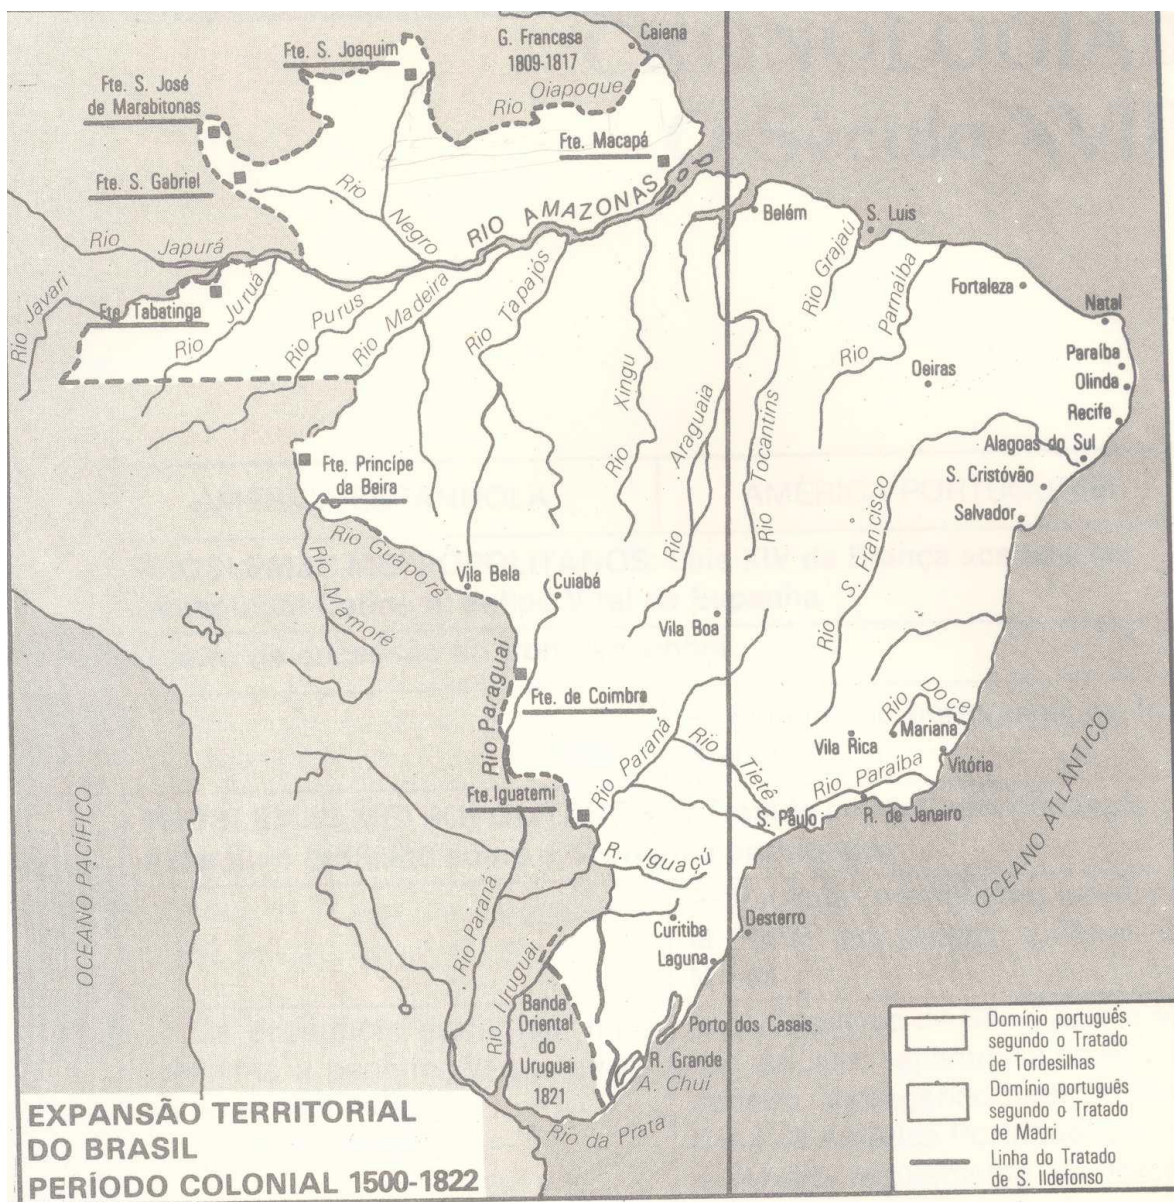 Fte. S. Joaquim
G. Francesa
1809-1817
Caiena
Rio Oiapoque
Fte. S. José
de Marabitonas
Fte. Macapá
Fte. S. Gabriel
Rio Negro
RIO AMAZONAS
Belém
S. Luis
Rio Japurá
Rio Grajaú
Rio Parnaíba
Fortaleza
Natal
Rio Javari
Fte. Tabatinga
Rio Juruá
Rio Purus
Rio Madeira
Rio Tapajós
Rio Xingu
Rio Araguaia
Rio Tocantins
Oeiras
Paraíba
Olinda
Recife
Alagoas do Sul
S. Cristóvão
Salvador
Fte. Princípe
da Beira
Rio Guaporé
Rio Mamoré
Vila Bela
Cuiabá
Vila Boa
Rio S. Francisco
Rio Paraguai
Fte. de Coimbra
Rio Paraná
Rio Tietê
Rio Doce
Mariana
Vila Rica
Vitória
Rio Paraíba
Fte. Iguatemi
S. Paulo
R. de Janeiro
R. Iguaçú
OCEANO PACÍFICO
OCEANO ATLÂNTICO
Rio Paraná
Rio Uruguai
Curitiba
Desterro
Laguna
Banda
Oriental
do
Uruguai
1821
Porto dos Casais
R. Grande
A. Chuí
Rio da Prata
EXPANSÃO TERRITORIAL
DO BRASIL
PERÍODO COLONIAL 1500-1822
Domínio português
segundo o Tratado
de Tordesilhas
Domínio português
segundo o Tratado
de Madri
Linha do Tratado
de S. Ildefonso